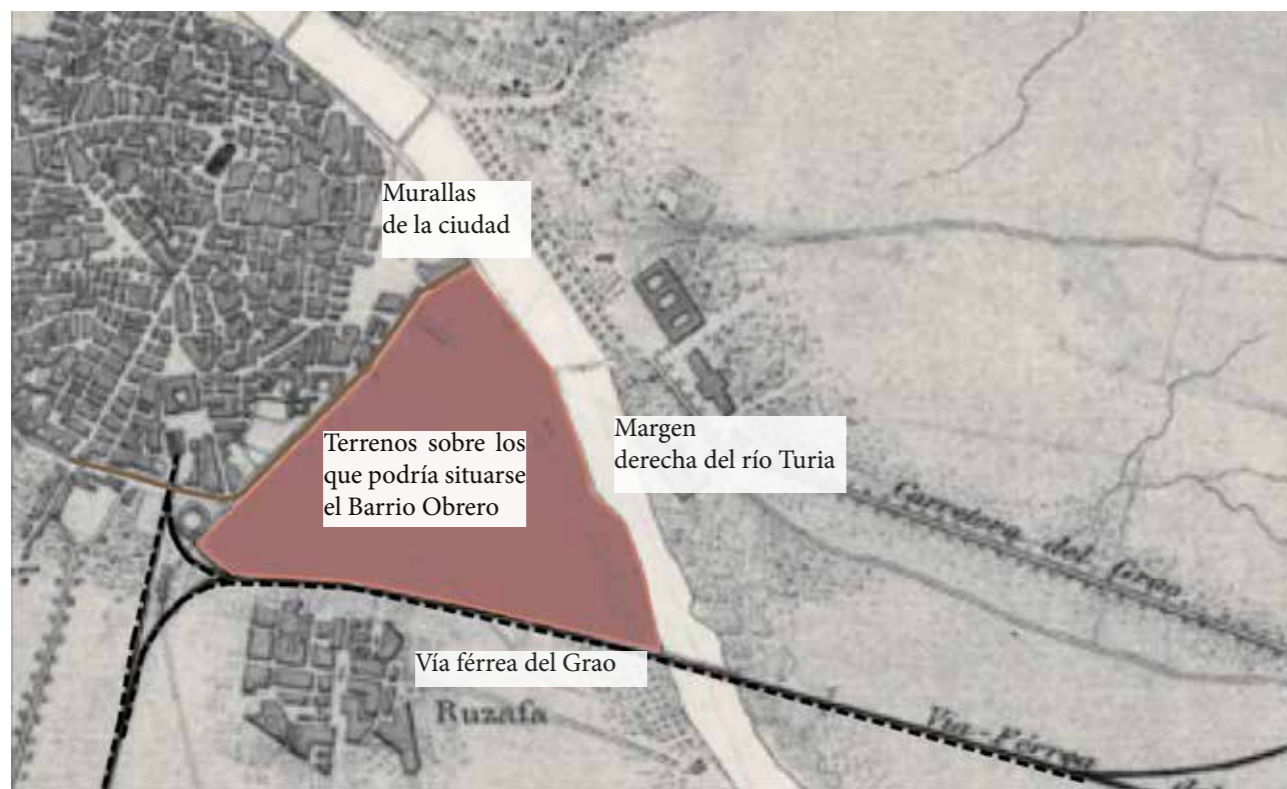 Murallas
de la ciudad
Margen
derecha del río Turia
Terrenos sobre los
que podría situarse
el Barrio Obrero
Carretera del Grao
Vía férrea del Grao
Ruzafa
Via-Férrea